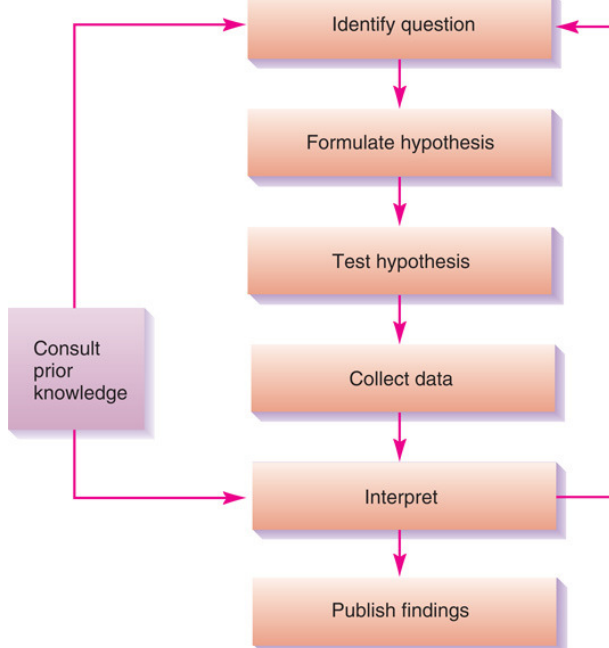 Identify question
Formulate hypothesis
Test hypothesis
Consult
prior
knowledge
Collect data
Interpret
Publish findings